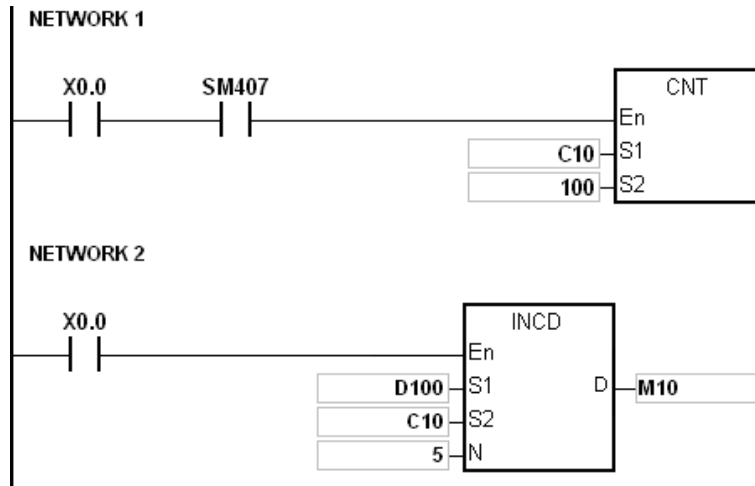 NETWORK 1
X0.0 SM407
CNT
En
C10 S1
100 S2
NETWORK 2
X0.0
INCD
En
D100 S1 D M10
C10 S2
5 N